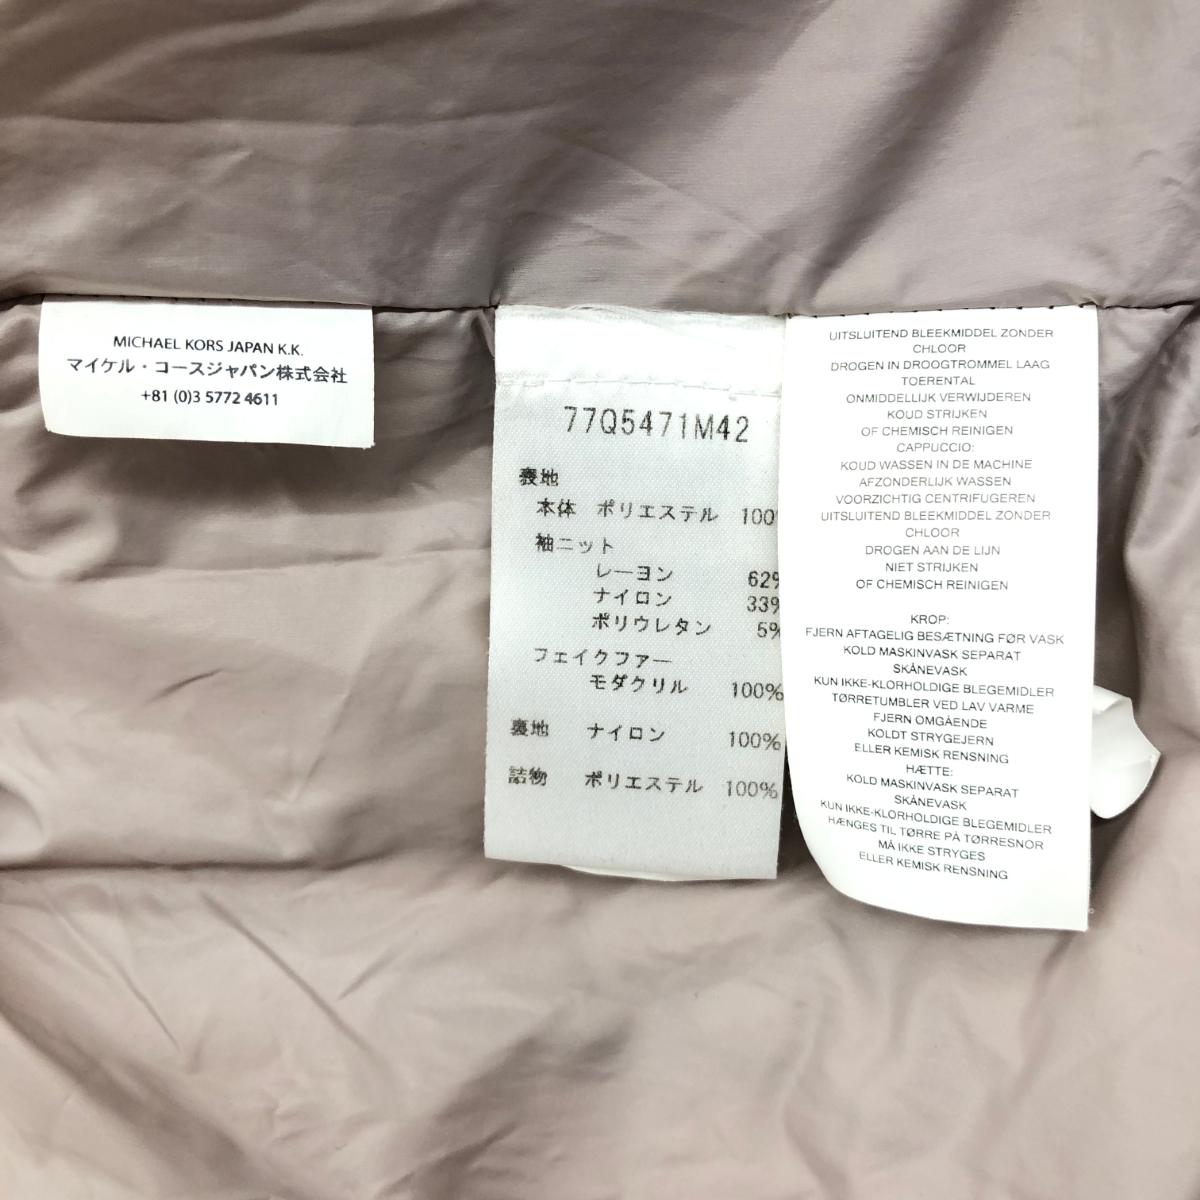 MICHAEL KORS JAPAN K.K.
マイケル・コースジャパン株式会社
+81 (0)3 5772 4611
77Q5471M42
表地
本体 ポリエステル 100
袖ニット
レーヨン 62%
ナイロン 33%
ポリウレタン 5%
フェイクファー
モダクリル 100%
裏地 ナイロン 100%
詰物 ポリエステル 100%
UITSLUITEND BLEEKMIDDEL ZONDER
CHLOOR
DROGEN IN DROOGTROMMEL LAAG
TOERENTAL
ONMIDDELLIJK VERWIJDEREN
KOUD STRIJKEN
OF CHEMISCH REINIGEN
CAPPUCCIO:
KOUD WASSEN IN DE MACHINE
AFZONDERLIJK WASSEN
VOORZICHTIG CENTRIFUGEREN
UITSLUITEND BLEEKMIDDEL ZONDER
CHLOOR
DROGEN AAN DE LIJN
NIET STRIJKEN
OF CHEMISCH REINIGEN
KROP:
FJERN AFTAGELIG BESÆTNING FØR VASK
KOLD MASKINVASK SEPARAT
SKÅNEVASK
KUN IKKE-KLORHOLDIGE BLEGEMIDLER
TØRRETUMBLER VED LAV VARME
FJERN OMGÅENDE
KOLDT STRYGEJERN
ELLER KEMISK RENSNING
HÆTTE:
KOLD MASKINVASK SEPARAT
SKÅNEVASK
KUN IKKE-KLORHOLDIGE BLEGEMIDLER
HÆNGES TIL TØRRE PÅ TØRRESNOR
MÅ IKKE STRYGES
ELLER KEMISK RENSNING